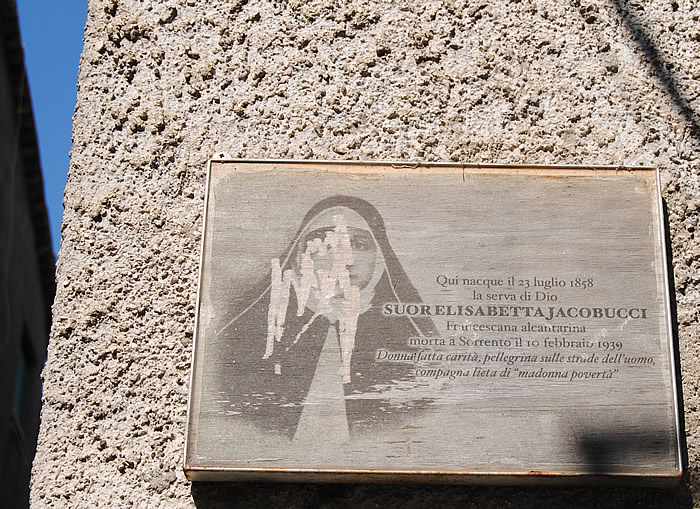 Qui nacque il 23 luglio 1858
la serva di Dio
SUOR ELISABETTA JACOBUCCI
Francescana alcantarina
morta a Sorrento il 10 febbraio 1939
Donna fatta carità, pellegrina sulle strade dell'uomo,
compagna lieta di "madonna povertà"